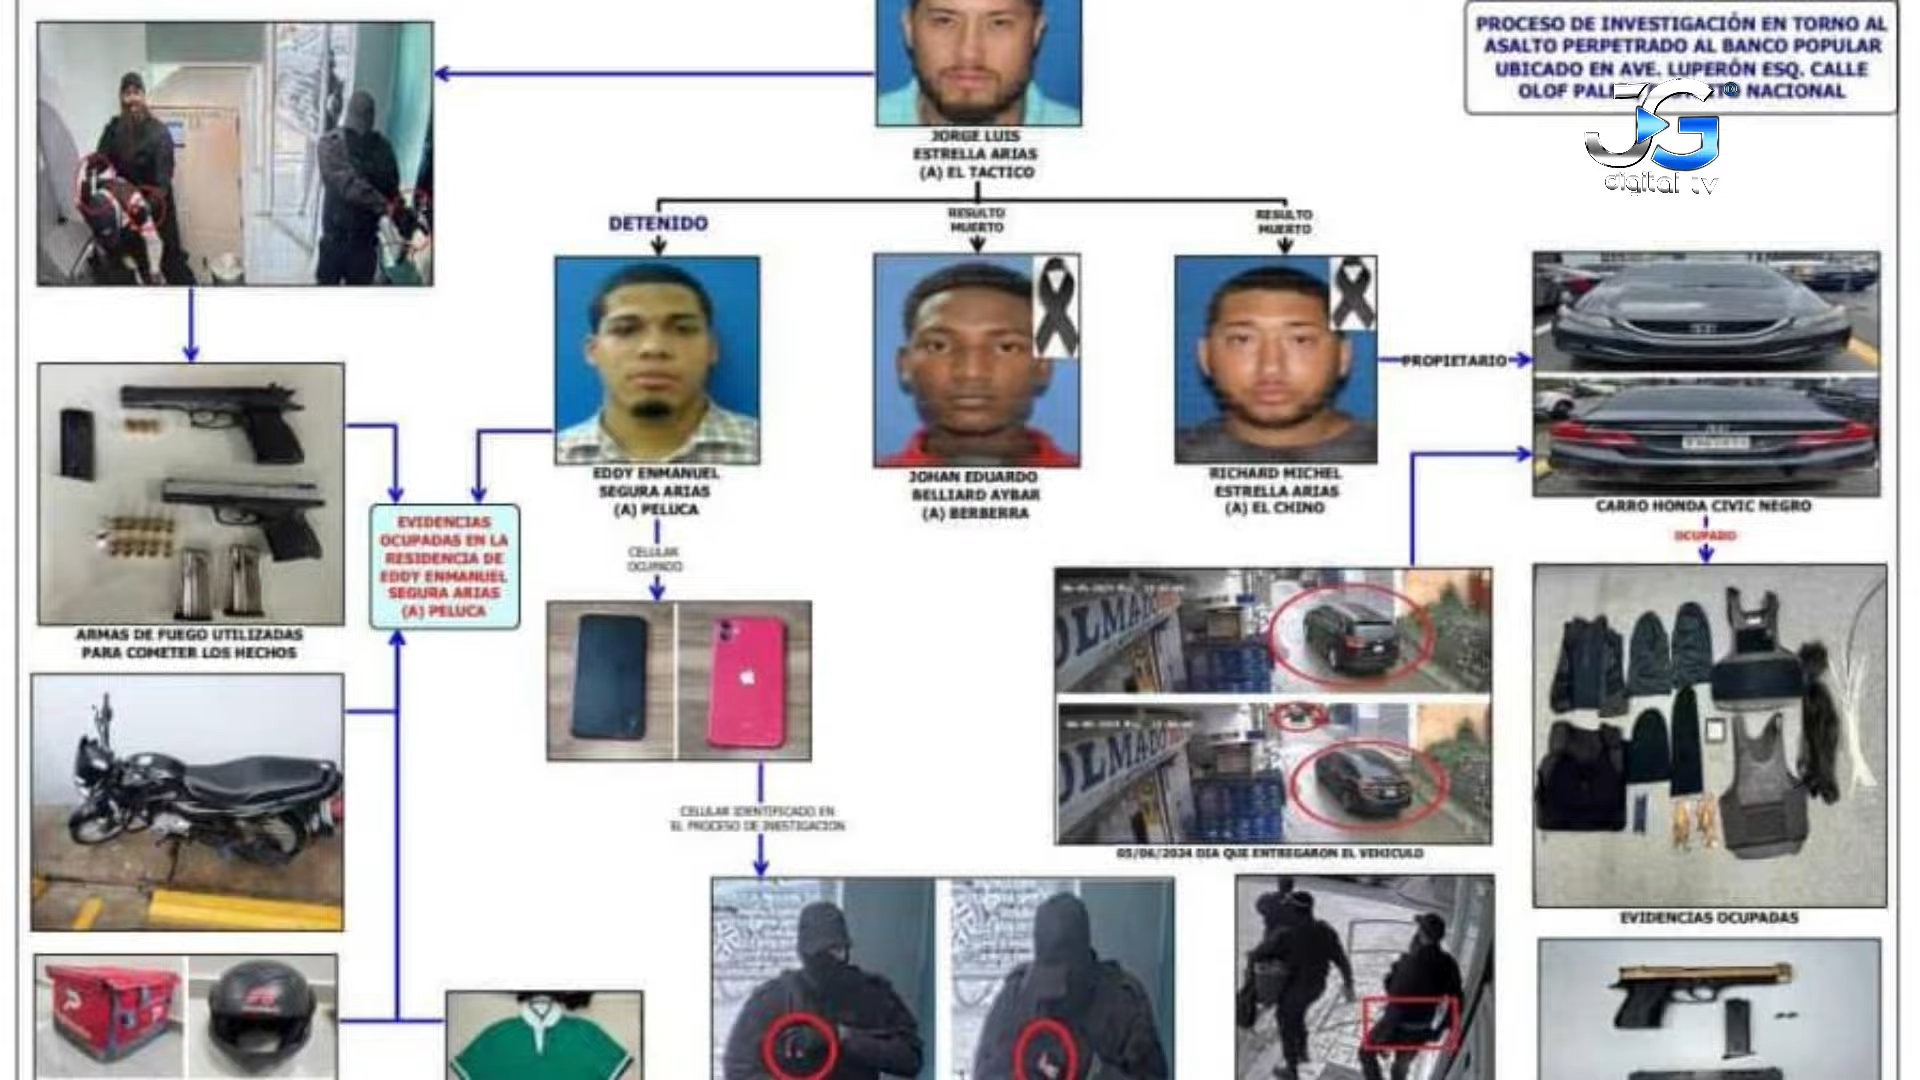 PROCESO DE INVESTIGACIÓN EN TORNO AL
ASALTO PERPETRADO AL BANCO POPULAR
UBICADO EN AVE. LUPERÓN ESQ. CALLE
OLOF NACIONAL
JG
digital tv
JORGE LUIS
ESTRELLA ARIAS
(A) EL TACTICO
DETENIDO
RESULTO
MUERTO
RESULTO
MUERTO
PROPIETARIO
EDDY ENMANUEL
SEGURA ARIAS
(A) PELUCA
JOHAN EDUARDO
BELLIARD AYBAR
(A) BERBERRA
RICHARD MICHEL
ESTRELLA ARIAS
(A) EL CHINO
CARRO HONDA CIVIC NEGRO
OCUPADO
EVIDENCIAS
OCUPADAS EN LA
RESIDENCIA DE
EDDY ENMANUEL
SEGURA ARIAS
(A) PELUCA
CELULAR
OCUPADO
ARMAS DE FUEGO UTILIZADAS
PARA COMETER LOS HECHOS
OLMADO
OLMADO
CELULAR IDENTIFICADO EN
EL PROCESO DE INESTIGACION
05/06/2024 DIA QUE ENTREGARON EL VEHICULO
EVIDENCIAS OCUPADAS